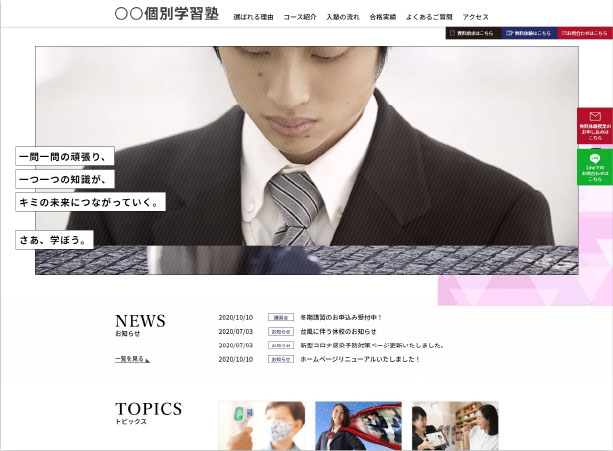 〇〇個別学習塾
選ばれる理由 コース紹介 入塾の流れ 合格実績 よくあるご質問 アクセス
資料請求はこちら 無料体験はこちら お問合わせはこちら
無料体験授業の
お申し込みは
こちら
LINE
Lineでの
お問合わせは
こちら
一問一問の頑張り、
一つ一つの知識が、
キミの未来につながっていく。
さあ、学ぼう。
NEWS
お知らせ
一覧を見る
2020/10/10 講習会 冬期講習のお申込み受付中！
2020/07/03 お知らせ 台風に伴う休校のお知らせ
2020/07/03 お知らせ 新型コロナ感染予防対策ページ更新いたしました。
2020/10/10 お知らせ ホームページリニューアルいたしました！
TOPICS
トピックス